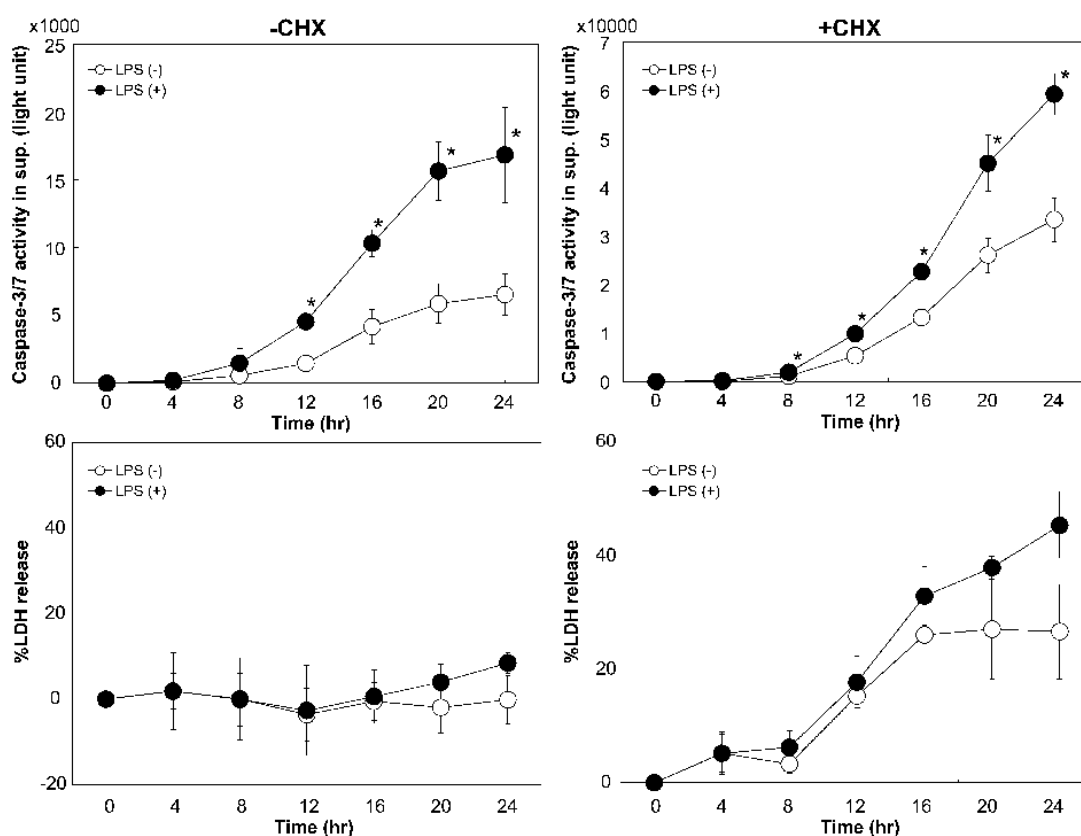 x1000
-CHX
25
20
15
10
5
0
LPS (-)
LPS (+)
*
*
*
*
0 4 8 12 16 20 24
Time (hr)
Caspase-3/7 activity in sup. (light unit)
x10000
+CHX
7
6
5
4
3
2
1
0
LPS (-)
LPS (+)
*
*
*
*
*
0 4 8 12 16 20 24
Time (hr)
Caspase-3/7 activity in sup. (light unit)
60
40
20
0
-20
LPS (-)
LPS (+)
0 4 8 12 16 20 24
Time (hr)
%LDH release
60
40
20
0
LPS (-)
LPS (+)
0 4 8 12 16 20 24
Time (hr)
%LDH release